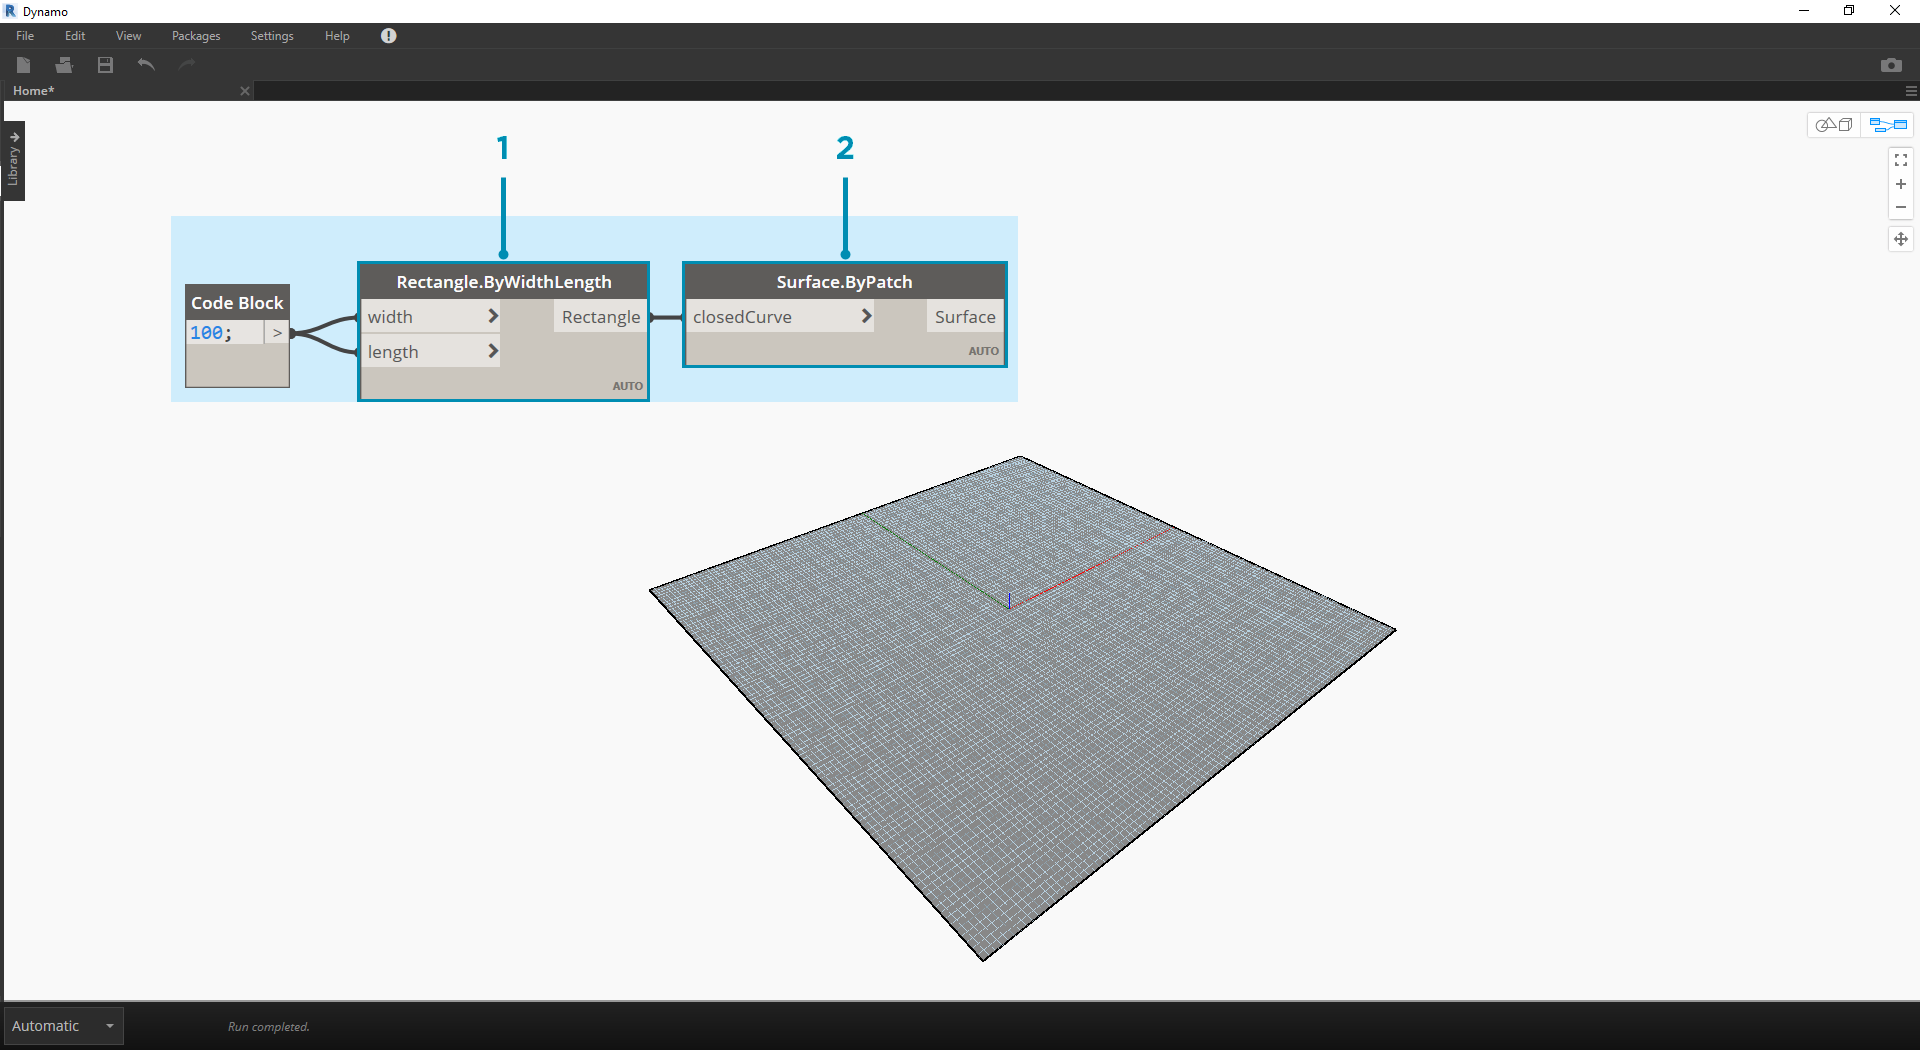 Dynamo
File Edit View Packages Settings Help
Home*
Library
1
2
Code Block
100; >
Rectangle.ByWidthLength
width Rectangle
length
AUTO
Surface.ByPatch
closedCurve Surface
AUTO
Automatic
Run completed.